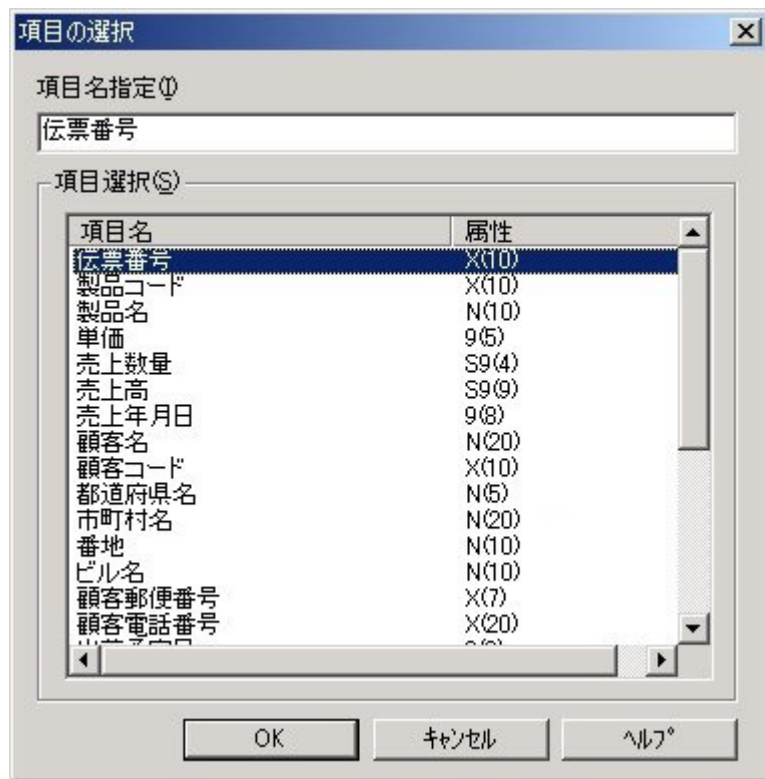 項目の選択
項目名指定(I)
伝票番号
項目選択(S)
項目名 属性
伝票番号 X(10)
製品コード X(10)
製品名 N(10)
単価 9(5)
売上数量 S9(4)
売上高 S9(9)
売上年月日 9(8)
顧客名 N(20)
顧客コード X(10)
都道府県名 N(5)
市町村名 N(20)
番地 N(10)
ビル名 N(10)
顧客郵便番号 X(7)
顧客電話番号 X(20)
OK キャンセル ヘルプ